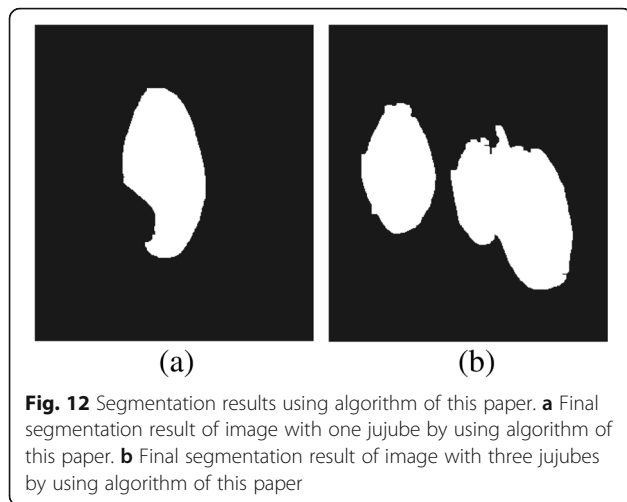 (a) (b)
Fig. 12 Segmentation results using algorithm of this paper. a Final
segmentation result of image with one jujube by using algorithm of
this paper. b Final segmentation result of image with three jujubes
by using algorithm of this paper